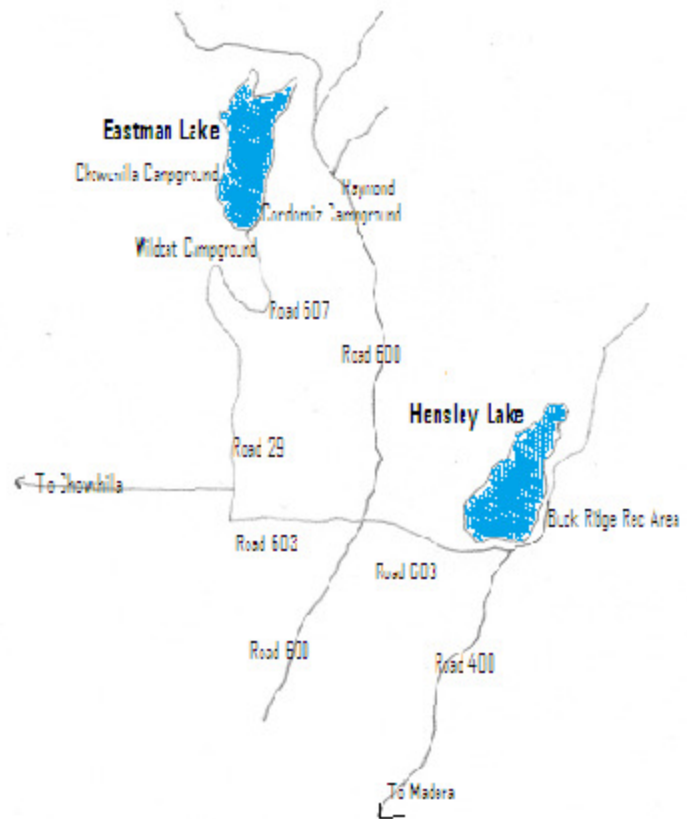 Eastman Lake
Chowchilla Campground
Raymond
Cordorniz Campground
Wildcat Campground
Road 607
Road 600
Hensley Lake
Road 29
To Chowchilla
Buck Ridge Rec Area
Road 603
Road 603
Road 600
Road 400
To Madera